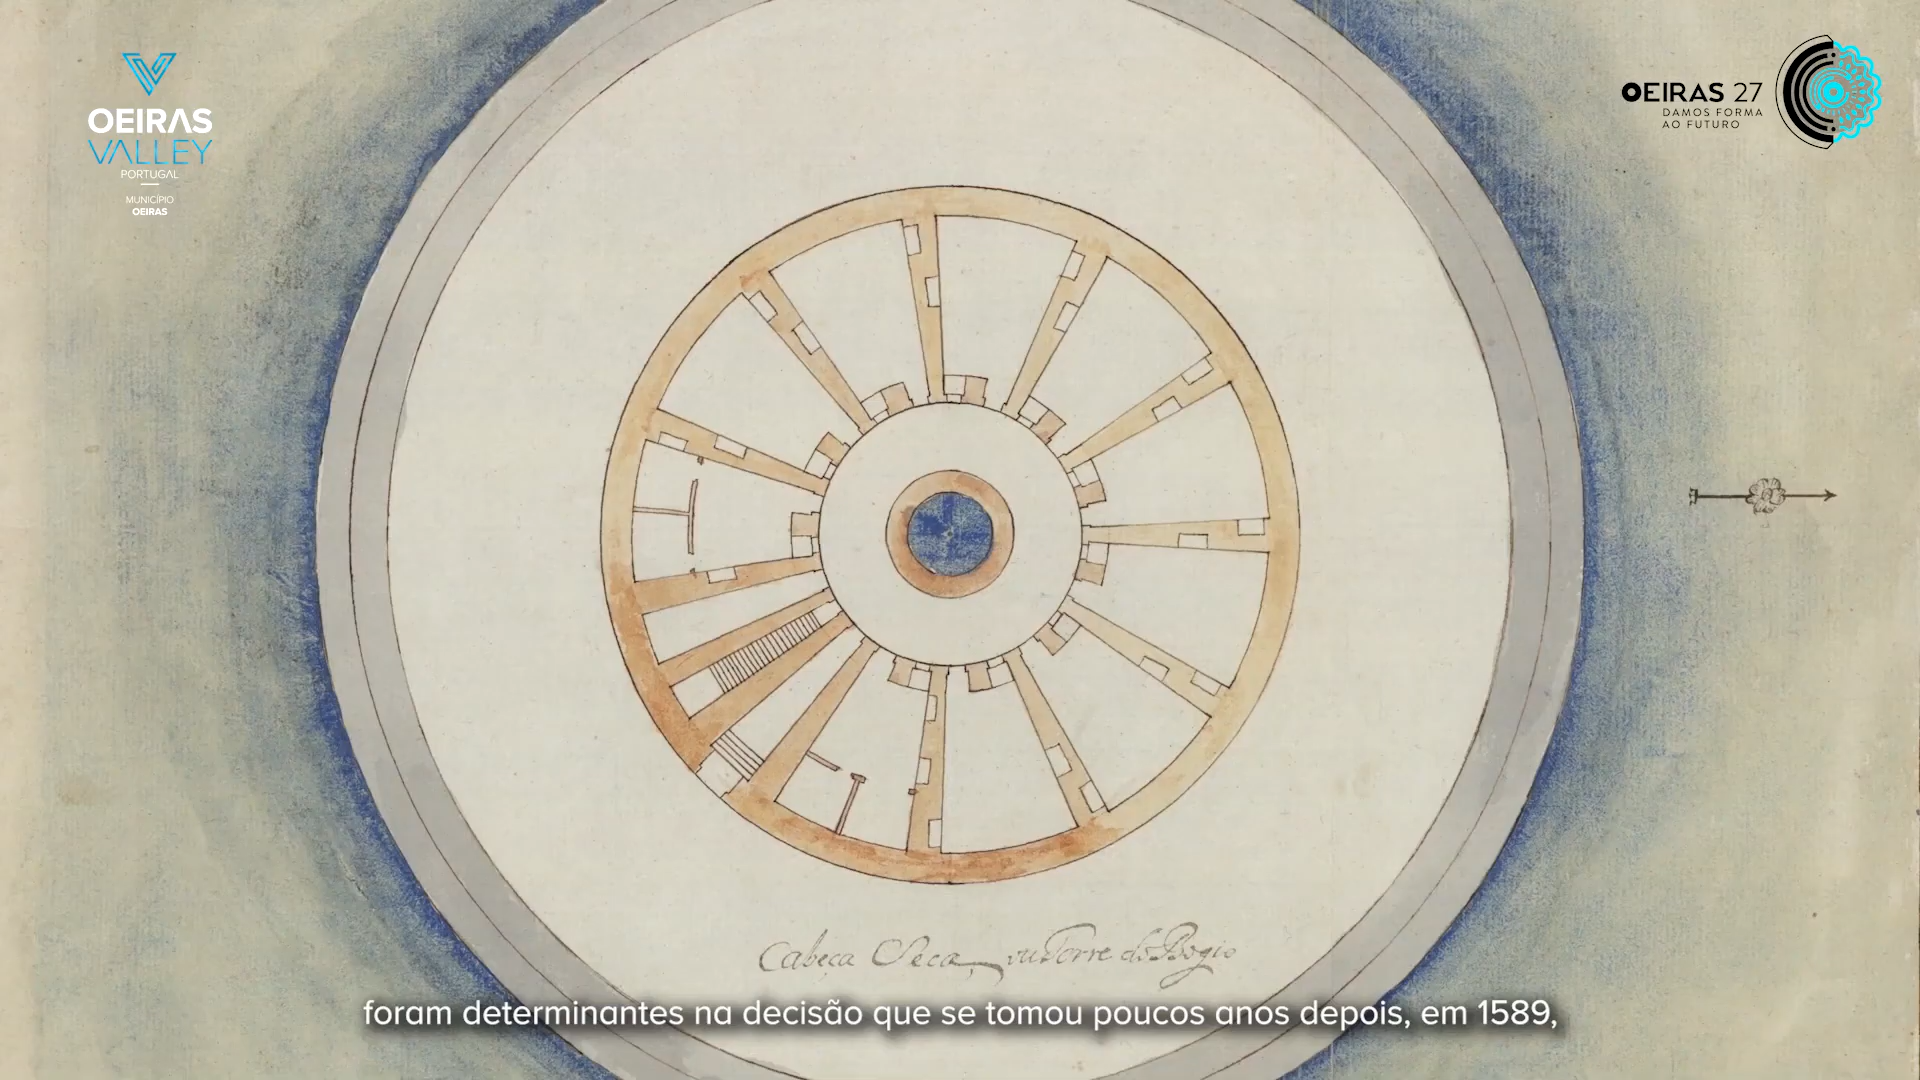 OEIRAS
VALLEY
PORTUGAL
MUNICÍPIO
OEIRAS
OEIRAS 27
DAMOS FORMA
AO FUTURO
Cabeça Seca, ou Torre do Bogio
foram determinantes na decisão que se tomou poucos anos depois, em 1589,